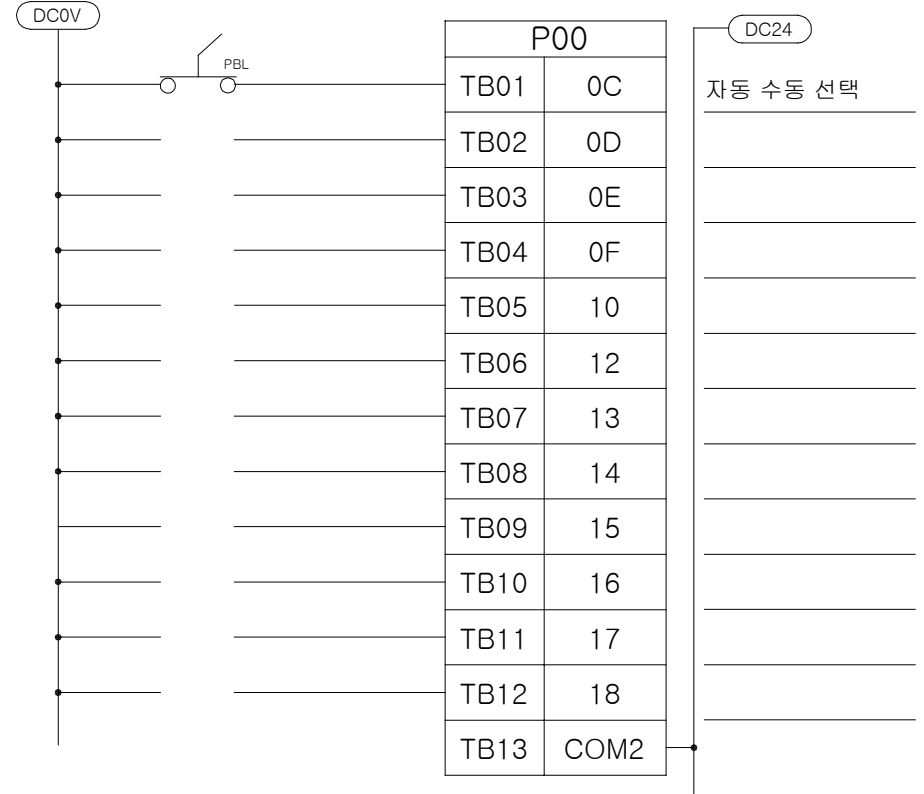 DC0V
P00
DC24
PBL
TB01 0C 자동 수동 선택
TB02 0D
TB03 0E
TB04 0F
TB05 10
TB06 12
TB07 13
TB08 14
TB09 15
TB10 16
TB11 17
TB12 18
TB13 COM2